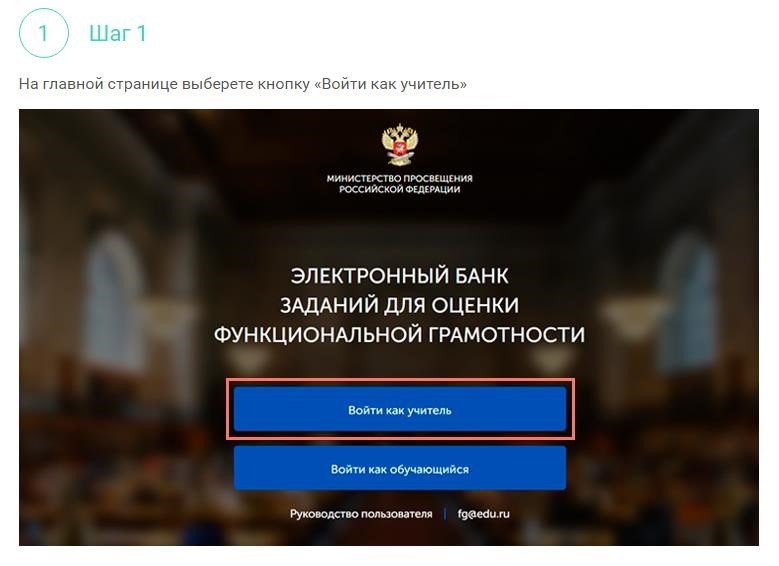 1 Шаг 1
На главной странице выберете кнопку «Войти как учитель»
МИНИСТЕРСТВО ПРОСВЕЩЕНИЯ
РОССИЙСКОЙ ФЕДЕРАЦИИ
ЭЛЕКТРОННЫЙ БАНК
ЗАДАНИЙ ДЛЯ ОЦЕНКИ
ФУНКЦИОНАЛЬНОЙ ГРАМОТНОСТИ
Войти как учитель
Войти как обучающийся
Руководство пользователя | fg@edu.ru